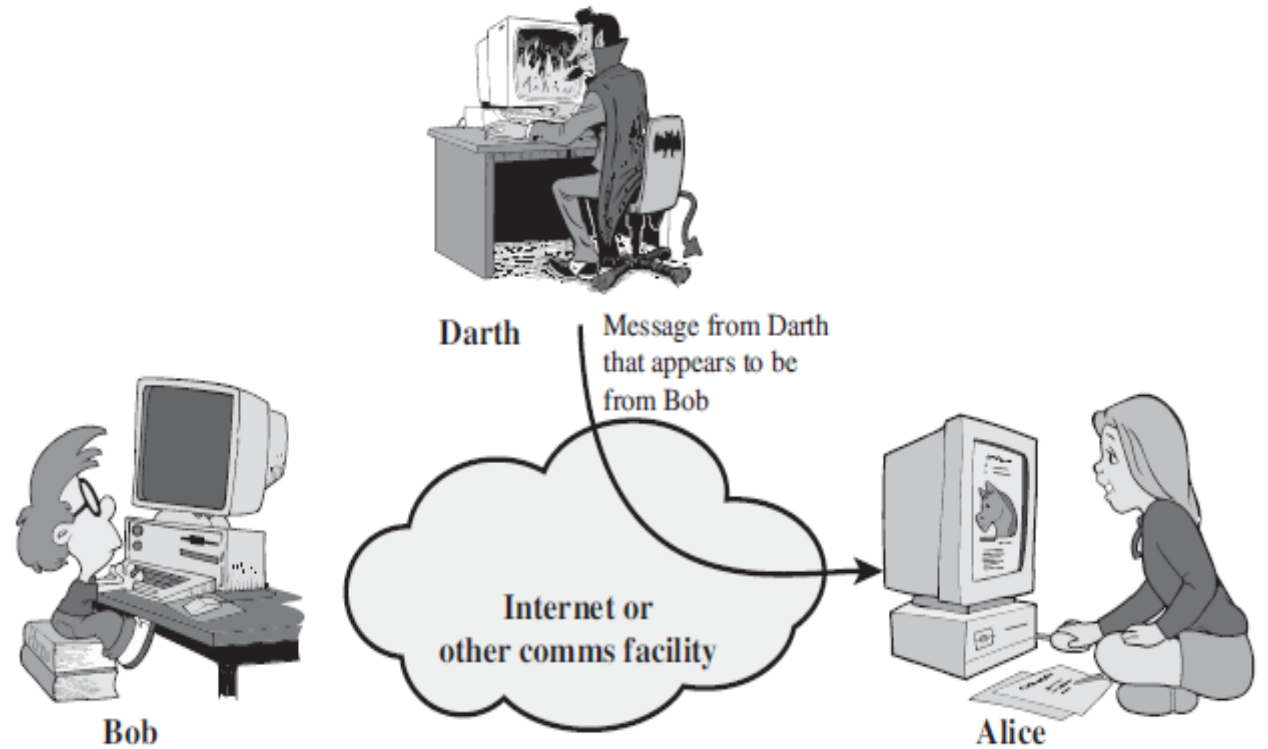 Darth
Message from Darth
that appears to be
from Bob
Internet or
other comms facility
Bob
Alice